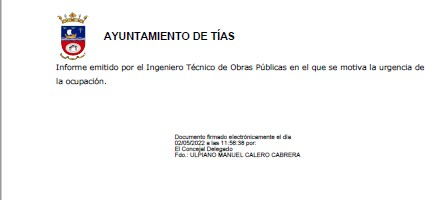 AYUNTAMIENTO DE TÍAS
Informe emitido por el Ingeniero Técnico de Obras Públicas en el que se motiva la urgencia de
la ocupación.
Documento firmado electrónicamente el día
02/05/2022 a las 11:56:38 por:
El Concejal Delegado
Fdo.: ULPIANO MANUEL CALERO CABRERA